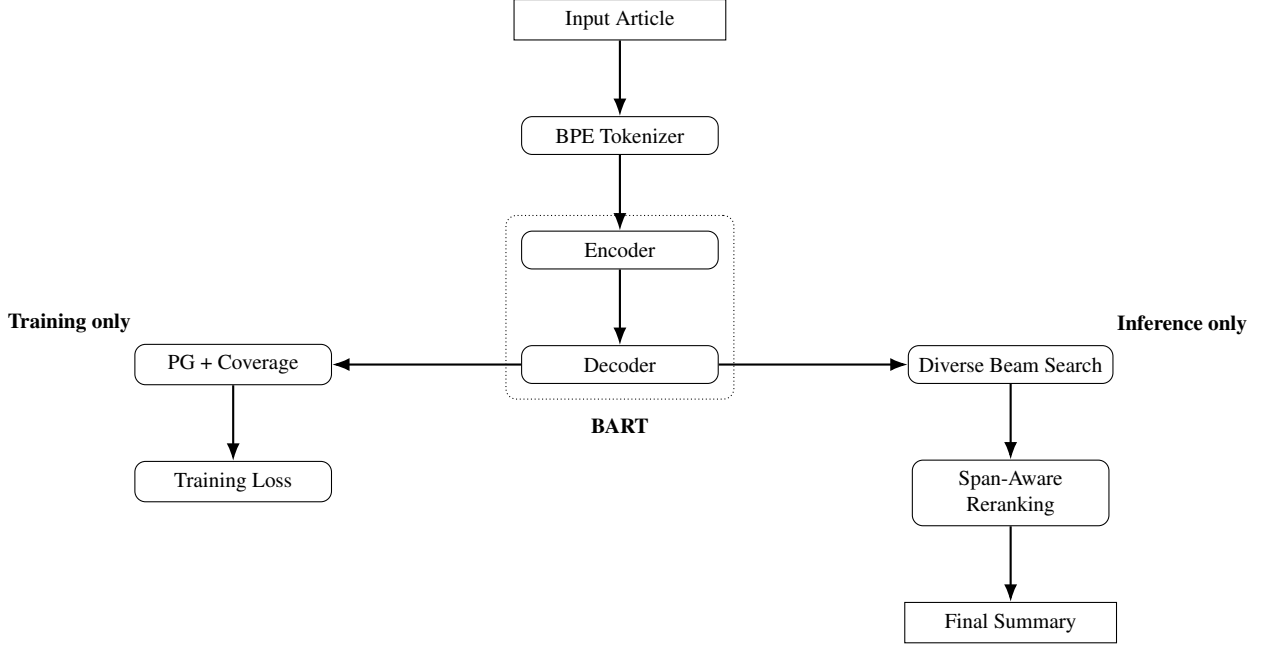 Input Article
BPE Tokenizer
Encoder
Training only
Inference only
PG + Coverage
Decoder
Diverse Beam Search
BART
Training Loss
Span-Aware
Reranking
Final Summary